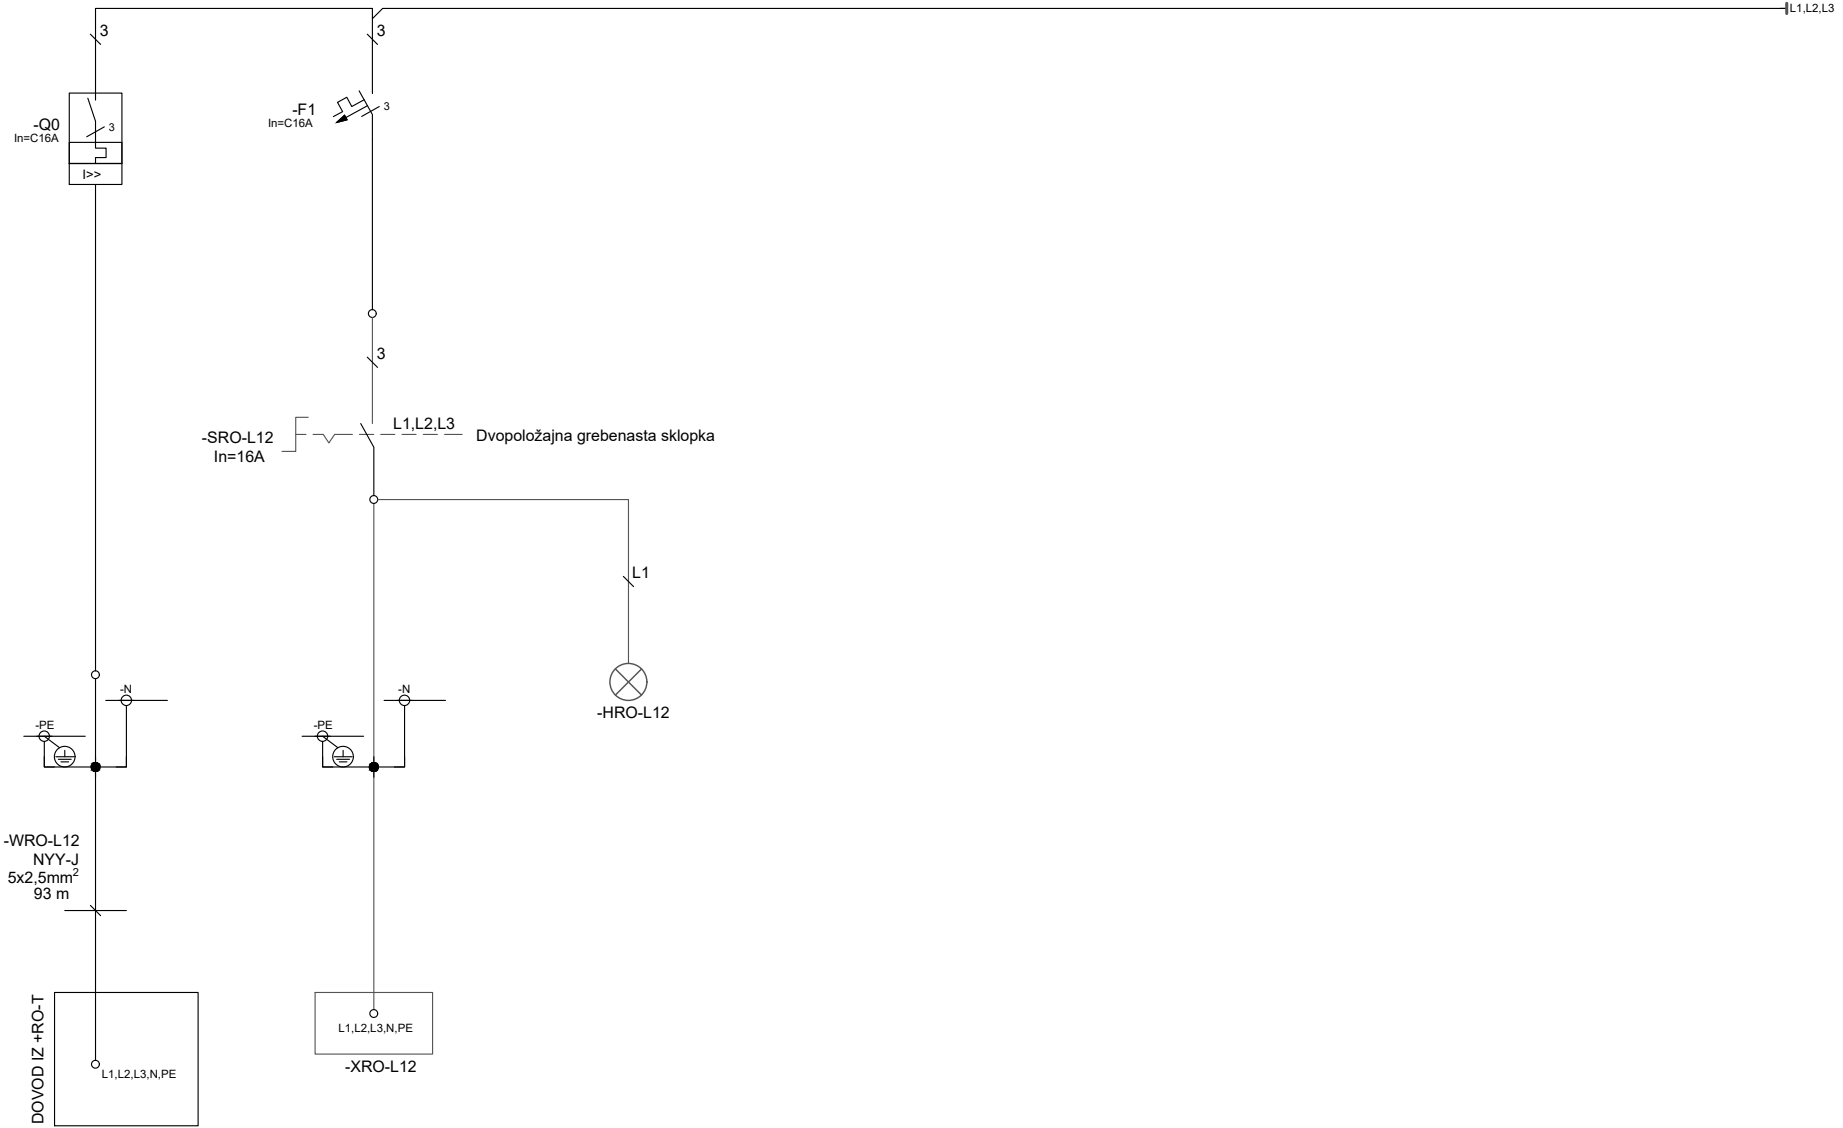 L1,L2,L3
3
3
-Q0
In=C16A
3
I>>
-F1
In=C16A
3
3
-SRO-L12
In=16A
L1,L2,L3
Dvopoložajna grebenasta sklopka
L1
-HRO-L12
-N
-PE
-N
-PE
-WRO-L12
NYY-J
5x2,5mm²
93 m
DOVOD IZ +RO-T
L1,L2,L3,N,PE
L1,L2,L3,N,PE
-XRO-L12